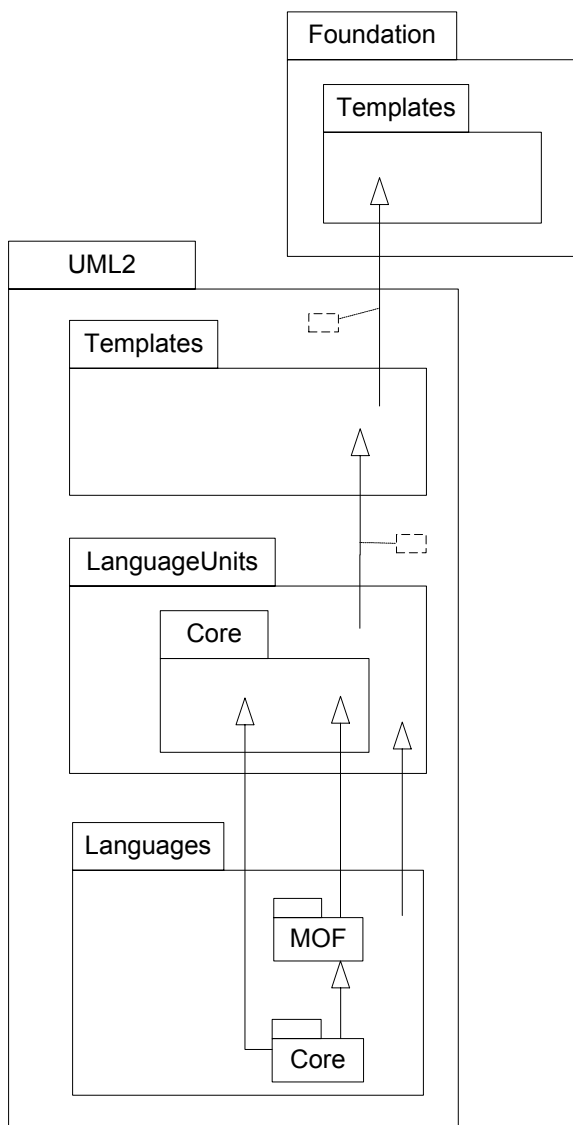 Foundation
Templates
UML2
Templates
LanguageUnits
Core
Languages
MOF
Core